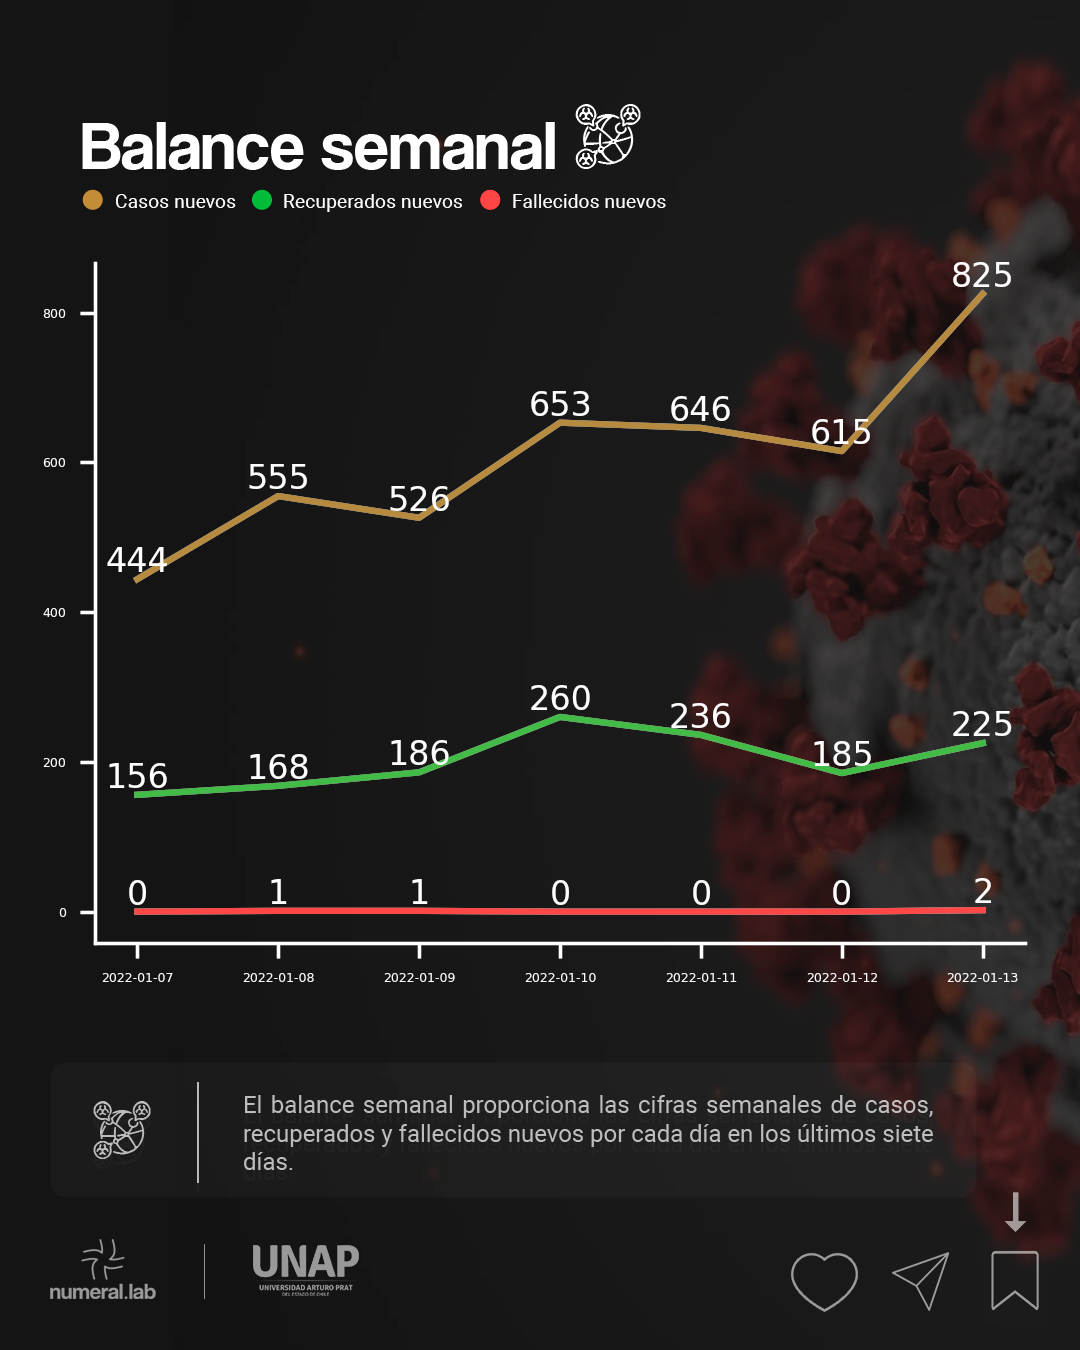 Balance semanal
Casos nuevos Recuperados nuevos Fallecidos nuevos
825
800
653
646
615
600
555
526
444
400
260
236
225
200
186
185
168
156
0 1 1 0 0 0 2
0
2022-01-07 2022-01-08 2022-01-09 2022-01-10 2022-01-11 2022-01-12 2022-01-13
El balance semanal proporciona las cifras semanales de casos,
recuperados y fallecidos nuevos por cada día en los últimos siete
días.
numeral.lab
UNAP
UNIVERSIDAD ARTURO PRAT
DEL ESTADO DE CHILE